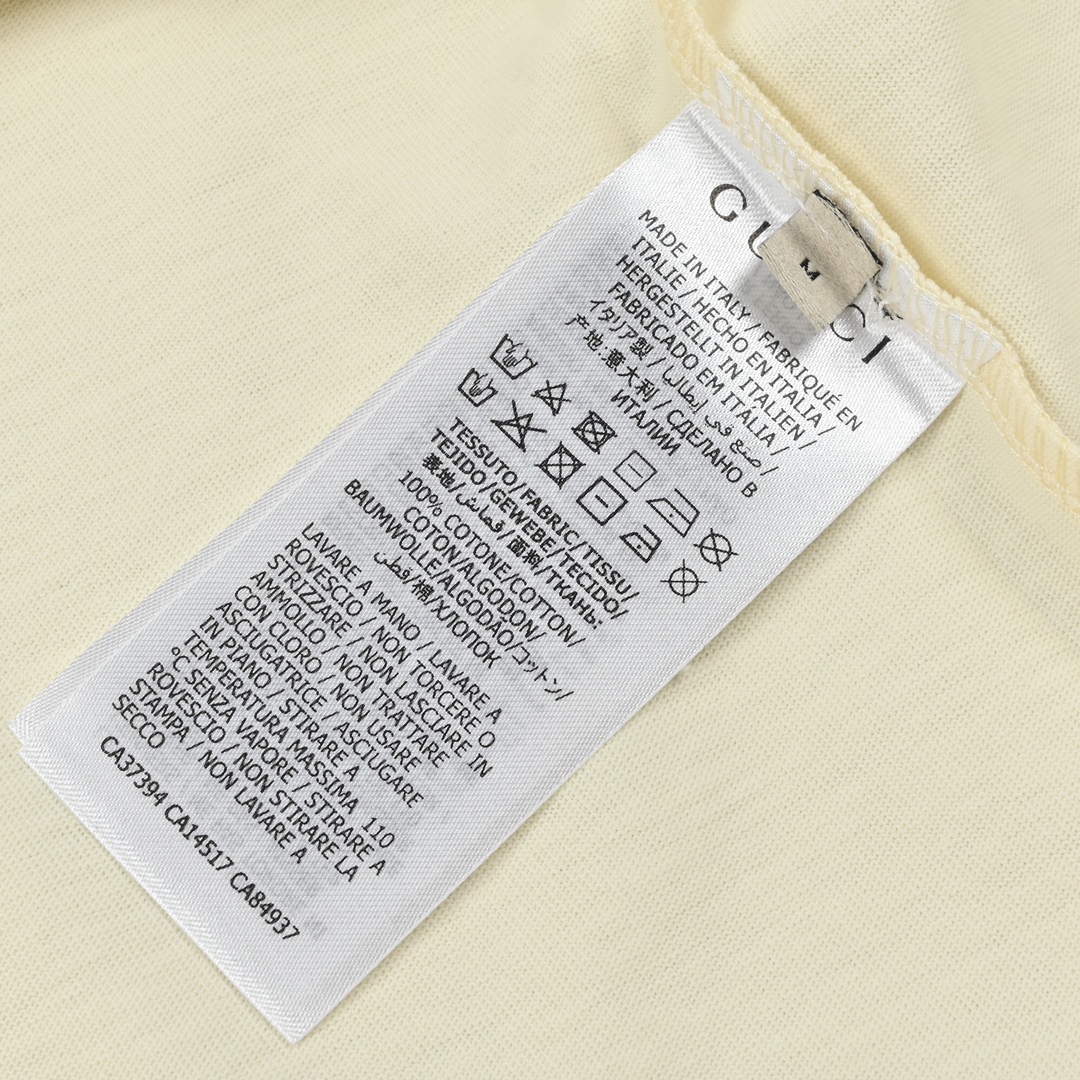 GUCCI
M
MADE IN ITALY / FABRIQUÉ EN
ITALIE / HECHO EN ITALIA /
HERGESTELLT IN ITALIEN /
FABRICADO EM ITÁLIA /
イタリア製 / صنع في إيطاليا /
产地:意大利 / СДЕЛАНО В
ИТАЛИИ
TESSUTO/FABRIC/TISSU/
TEJIDO/GEWEBE/TECIDO/
表地/قماش/面料/ТКАНЬ:
100% COTONE/COTTON/
COTON/ALGODON/
BAUMWOLLE/ALGODÃO/コットン/
قطن/棉/ХЛОПОК
LAVARE A MANO / LAVARE A
ROVESCIO / NON TORCERE O
STRIZZARE / NON LASCIARE IN
AMMOLLO / NON TRATTARE
CON CLORO / NON USARE
ASCIUGATRICE / ASCIUGARE
IN PIANO / STIRARE A
TEMPERATURA MASSIMA 110
°C SENZA VAPORE / STIRARE A
ROVESCIO / NON STIRARE LA
STAMPA / NON LAVARE A
SECCO
CA37394 CA14517 CA84937